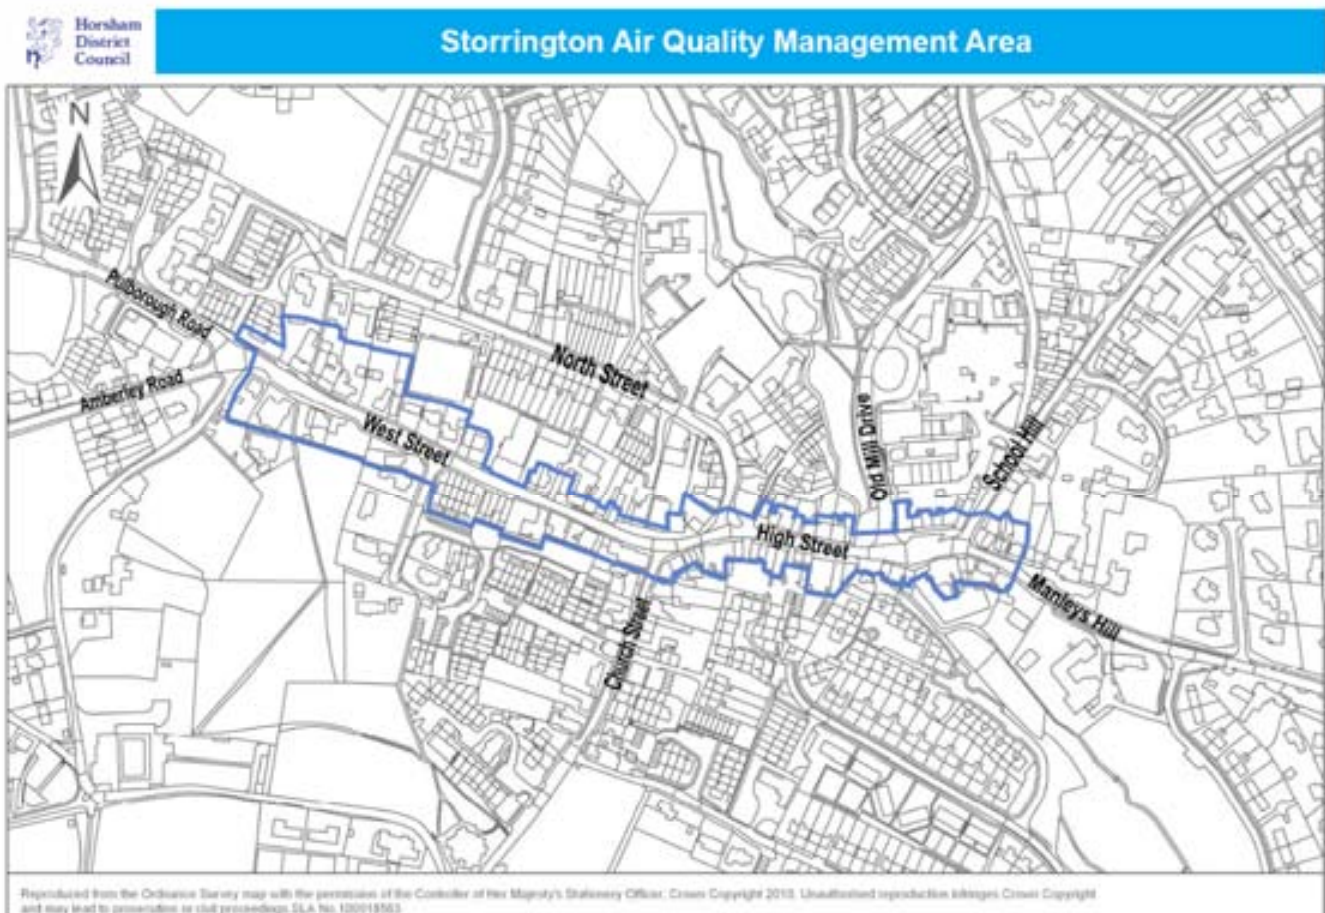 Horsham
District
Council
Storrington Air Quality Management Area
N
Pulborough Road
Amberley Road
West Street
North Street
Old Mill Drive
School Hill
High Street
Manleys Hill
Church Street
Reproduced from the Ordnance Survey map with the permission of the Controller of Her Majesty's Stationery Officer. Crown Copyright 2010. Unauthorised reproduction infringes Crown Copyright
and may lead to prosecution or civil proceedings. SLA No.